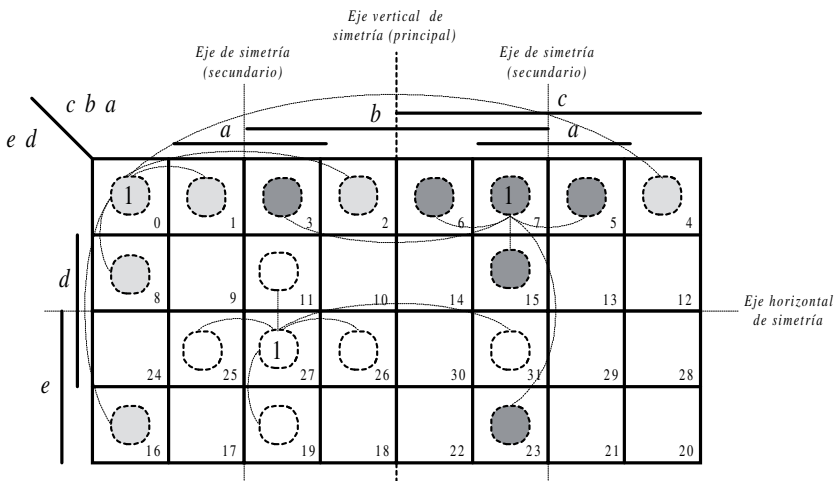 Eje vertical de
simetría (principal)
Eje de simetría
(secundario)
Eje de simetría
(secundario)
c b a
e d
c
b
a
a
1
0
1
3
2
6
1
7
5
4
d
8
9
11
10
14
15
13
12
Eje horizontal
de simetría
e
24
25
1
27
26
30
31
29
28
16
17
19
18
22
23
21
20